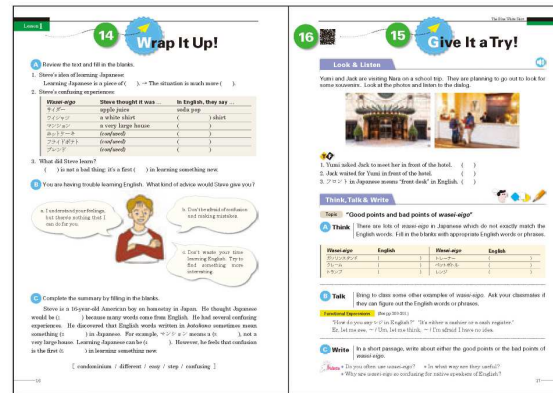 Lesson 1
14
Wrap It Up!
A Review the text and fill in the blanks.
1. Steve's idea of learning Japanese
Learning Japanese is a piece of ( ). → The situation is much more ( ).
2. Steve's confusing experiences
Wasei-eigo Steve thought it was ... In English, they say ...
サイダー apple juice soda pop
ワイシャツ a white shirt ( ) shirt
マンション a very large house ( )
ホットケーキ (confused) ( )
フライドポテト (confused) ( )
(confused) ( )
3. What did Steve learn?
( ) is not a bad thing; it's a first ( ) in learning something new.
B You are having trouble learning English. What kind of advice would Steve give you?
a. I understand your feelings,
but there's nothing that I
can do for you.
b. Don't be afraid of confusion
and making mistakes.
c. Don't waste your time
learning English. Try to
find something more
interesting.
C Complete the summary by filling in the blanks.
Steve is a 16-year-old American boy on homestay in Japan. He thought Japanese
would be ( ) because many words come from English. He had several confusing
experiences. He discovered that English words written in katakana sometimes mean
something ( ) in Japanese. For example, マンション means a ( ), not a
very large house. Learning Japanese can be ( ). However, he feels that confusion
is the first ( ) in learning something new.
[ condominium / different / easy / step / confusing ]
16
15
Give It a Try!
Look & Listen
Yumi and Jack are visiting Nara on a school trip. They are planning to go out to look for
some souvenirs. Look at the photos and listen to the dialog.
1. Yumi asked Jack to meet her in front of the hotel. ( )
2. Jack waited for Yumi in front of the hotel. ( )
3. フロント in Japanese means "front desk" in English. ( )
Think, Talk & Write
Topic "Good points and bad points of wasei-eigo"
A Think There are lots of wasei-eigo in Japanese which do not exactly match the
English words. Fill in the blanks with appropriate English words or phrases.
Wasei-eigo English Wasei-eigo English
ガソリンスタンド ( ) トレーナー ( )
クレーム ( ) ペットボトル ( )
トランプ ( ) レンジ ( )
B Talk Bring to class some other examples of wasei-eigo. Ask your classmates if
they can figure out the English words or phrases.
Functional Expressions
"How do you say レジ in English?" "It's either a cashier or a cash register."
Er, let me see, ~ / Um, let me think, ~ / I'm afraid I have no idea.
C Write In a short passage, write about either the good points or the bad points of
wasei-eigo.
Do you often use wasei-eigo? In what way are they useful?
Why are wasei-eigo so confusing for native speakers of English?